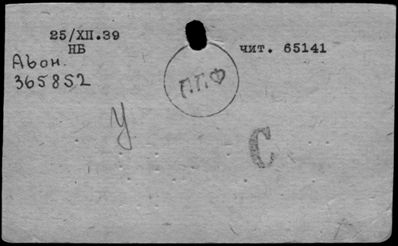 25/XII.39
НБ
чит. 65141
Абон.
365852
П.П.Ф
У
С